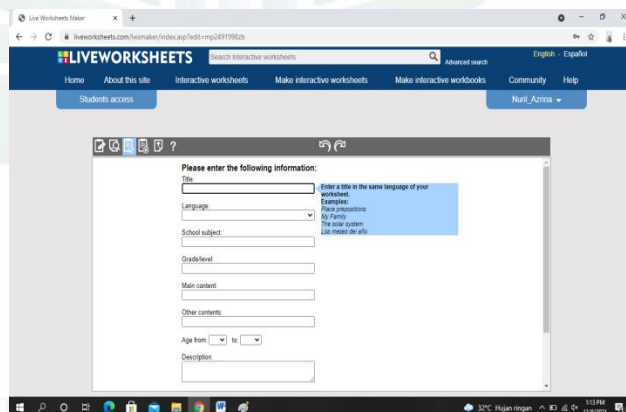 Live Worksheets Maker
liveworksheets.com/lwsmaker/index.asp?edit=mp2491998zb
LIVEWORKSHEETS
Search interactive worksheets
Advanced search
English - Español
Home About this site Interactive worksheets Make interactive worksheets Make interactive workbooks Community Help
Students access
Nuril_Azrina
?
Please enter the following information:
Title:
Enter a title in the same language of your
worksheet.
Examples:
Place prepositions
My Family
The solar system
Los meses del año
Language:
School subject:
Grade/level:
Main content:
Other contents:
Age from: to:
Description:
32°C Hujan ringan
1:13 PM